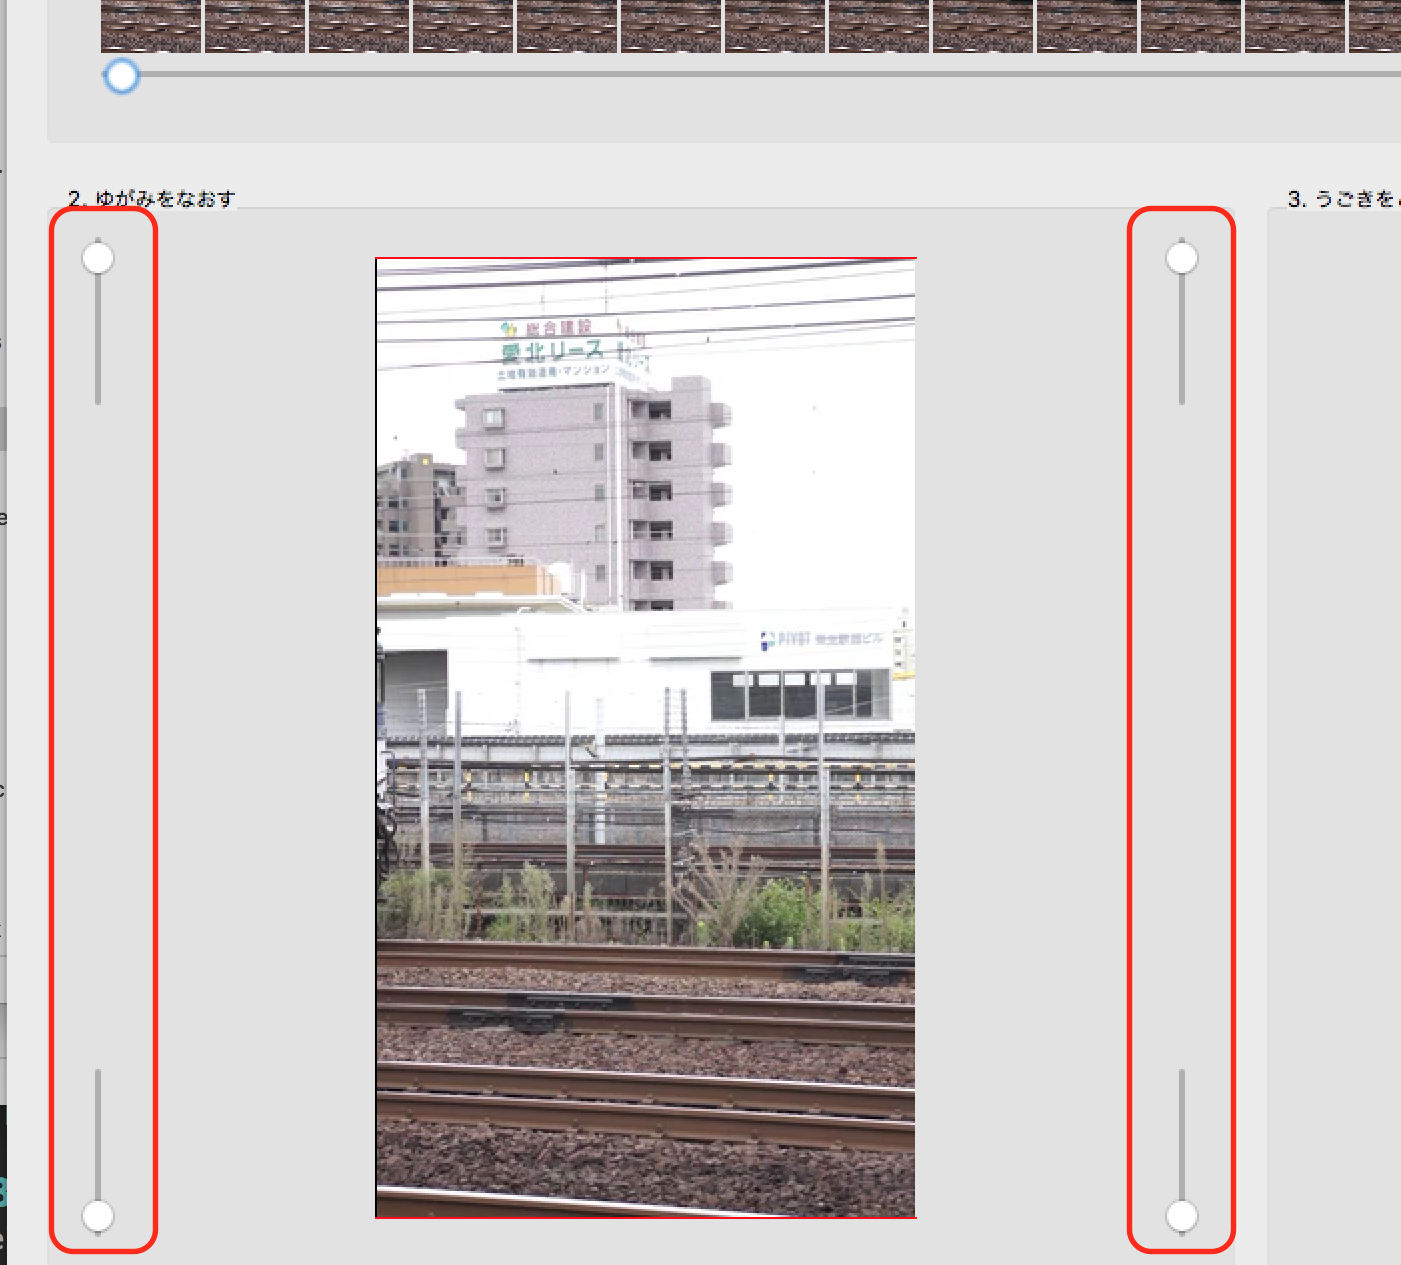 2. ゆがみをなおす
3. うごきを
総合建設
愛北リース
土地有効活用・マンション
PIVOT